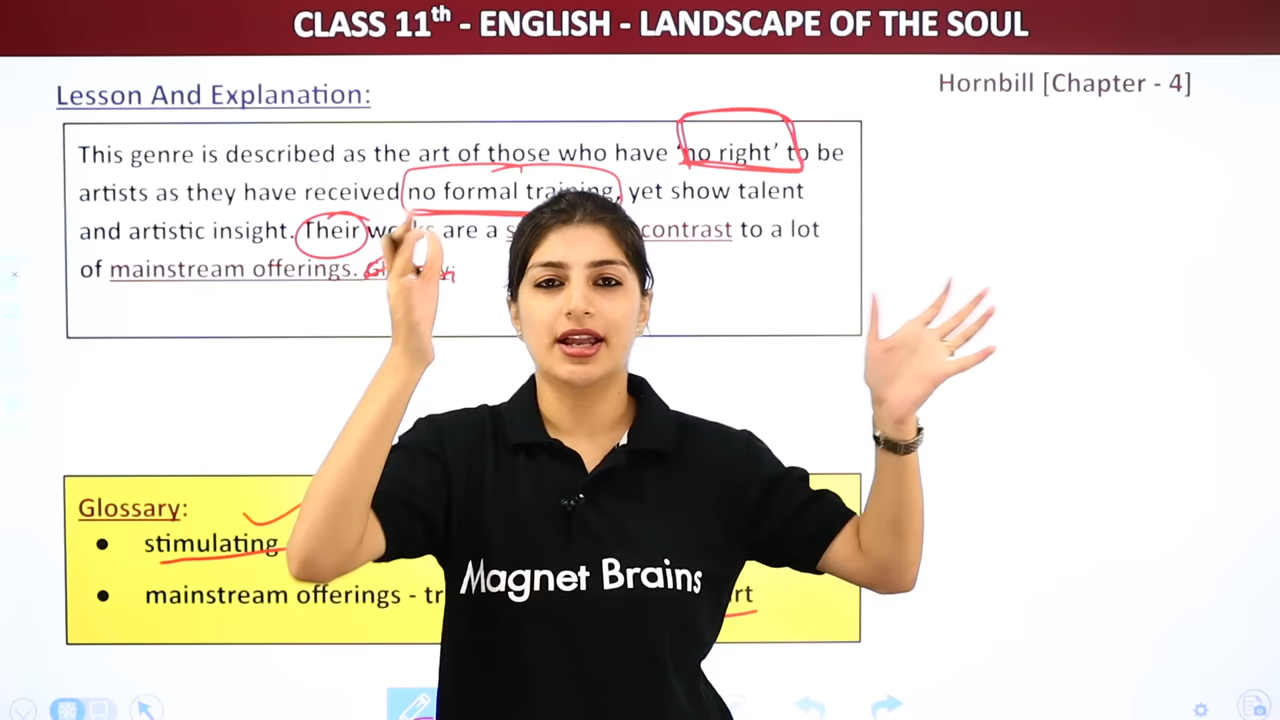 CLASS 11th - ENGLISH - LANDSCAPE OF THE SOUL
Hornbill [Chapter - 4]
Lesson And Explanation:
This genre is described as the art of those who have ‘no right’ to be
artists as they have received no formal training, yet show talent
and artistic insight. Their are a contrast to a lot
of mainstream offerings.
Glossary:
• stimulating
• mainstream offerings -
Magnet Brains